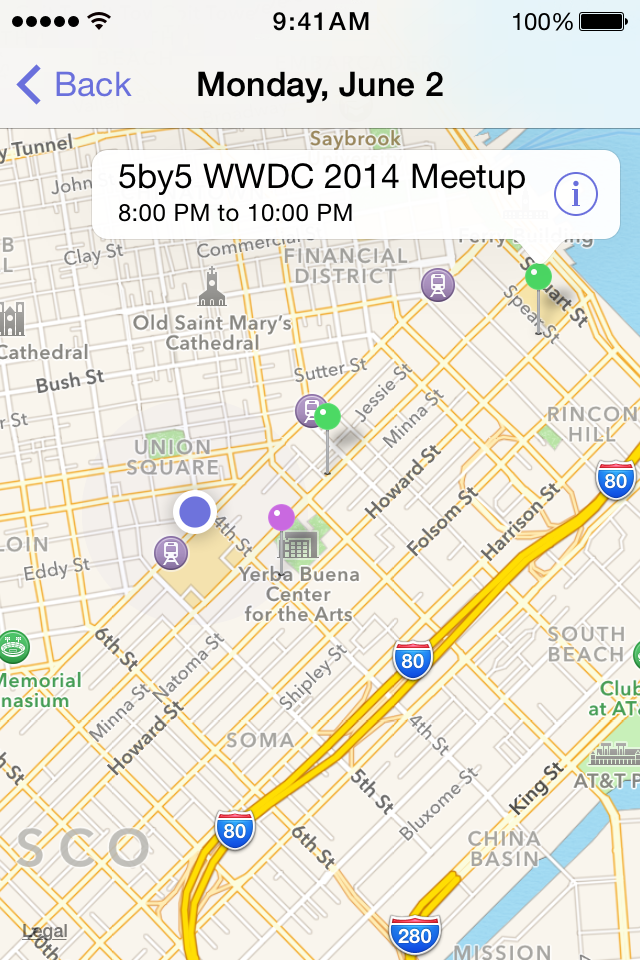 9:41AM
100%
Back
Monday, June 2
Saybrook
Tunnel
John
5by5 WWDC 2014 Meetup
8:00 PM to 10:00 PM
i
Clay St
Commercial St
FINANCIAL
DISTRICT
Ferry Building
Steuart St
Spear St
Old Saint Mary's
Cathedral
Cathedral
Bush St
Sutter St
Jessie St
Minna St
RINCON
HILL
UNION
SQUARE
Howard St
Folsom St
Harrison St
80
4th St
Eddy St
Yerba Buena
Center
for the Arts
6th St
Natoma St
Shipley St
80
SOUTH
BEACH
Memorial
Minna St
Howard St
Club
at AT&
SOMA
4th St
5th St
Bluxome St
King St
AT&T P
80
6th St
CHINA
BASIN
SCO
Legal
10th St
280
MISSION